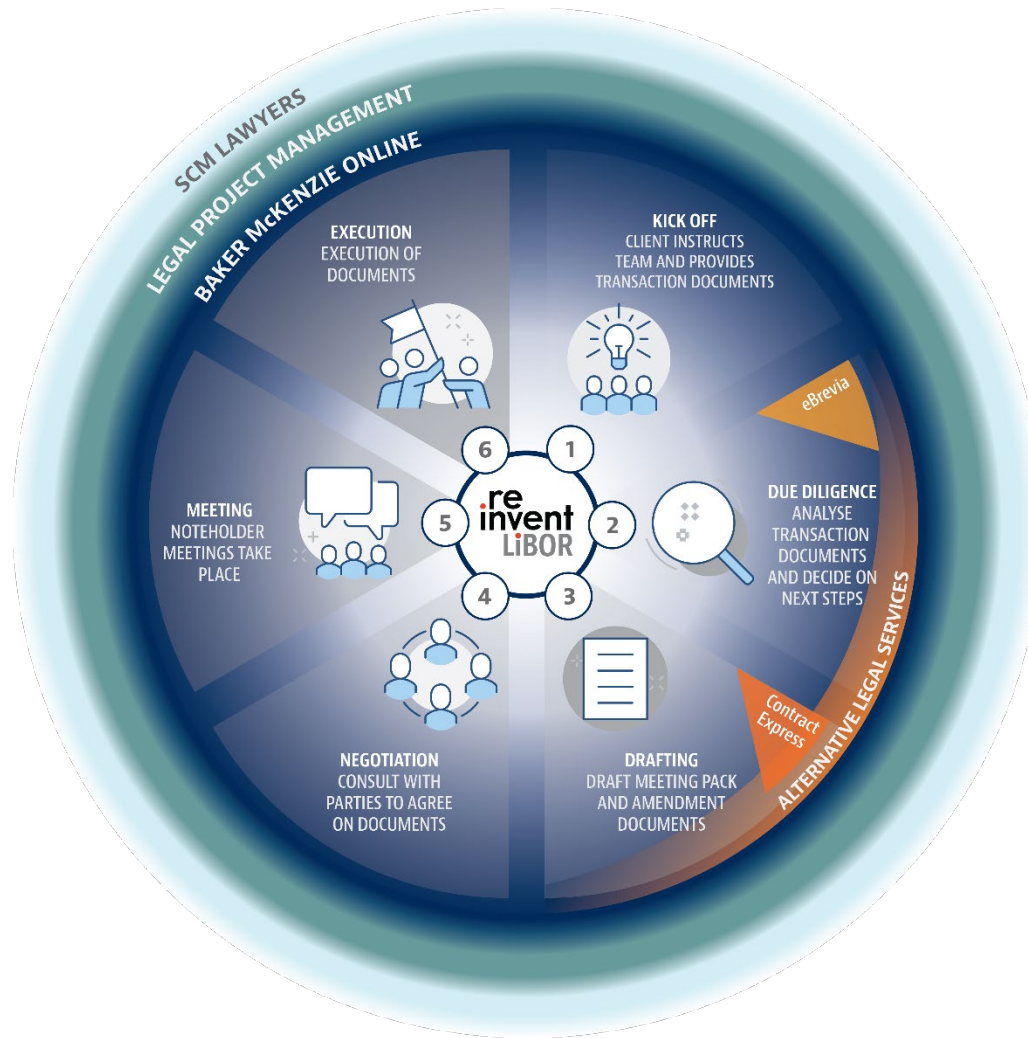 SCM LAWYERS
LEGAL PROJECT MANAGEMENT
BAKER McKENZIE ONLINE
KICK OFF
CLIENT INSTRUCTS
TEAM AND PROVIDES
TRANSACTION DOCUMENTS
eBrevia
DUE DILIGENCE
ANALYSE
TRANSACTION
DOCUMENTS
AND DECIDE ON
NEXT STEPS
ALTERNATIVE LEGAL SERVICES
Contract
Express
DRAFTING
DRAFT MEETING PACK
AND AMENDMENT
DOCUMENTS
NEGOTIATION
CONSULT WITH
PARTIES TO AGREE
ON DOCUMENTS
MEETING
NOTEHOLDER
MEETINGS TAKE
PLACE
EXECUTION
EXECUTION OF
DOCUMENTS
1
2
3
4
5
6
re
invent
LiBOR